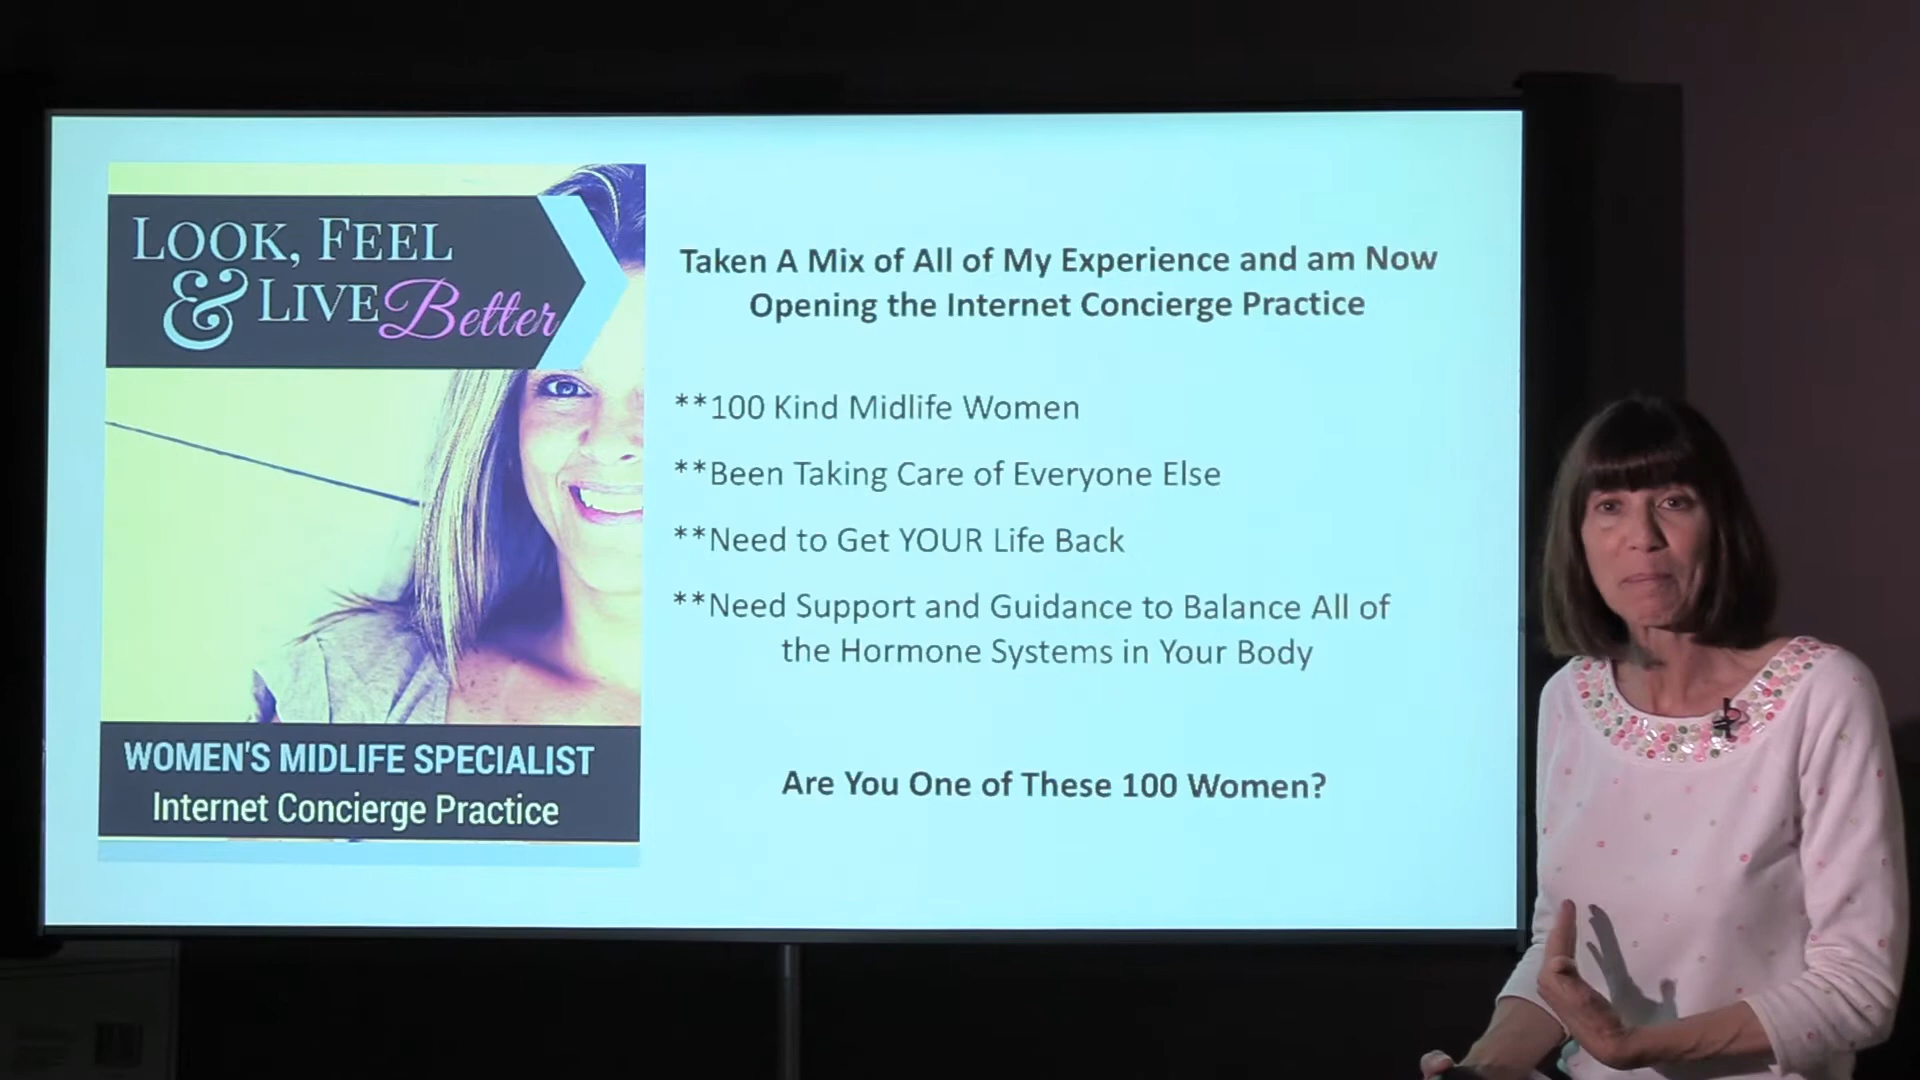 LOOK, FEEL
& LIVE Better
WOMEN'S MIDLIFE SPECIALIST
Internet Concierge Practice
Taken A Mix of All of My Experience and am Now
Opening the Internet Concierge Practice
**100 Kind Midlife Women
**Been Taking Care of Everyone Else
**Need to Get YOUR Life Back
**Need Support and Guidance to Balance All of
the Hormone Systems in Your Body
Are You One of These 100 Women?